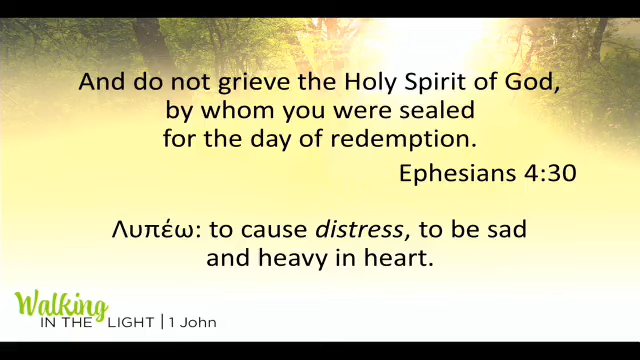 And do not grieve the Holy Spirit of God,
by whom you were sealed
for the day of redemption.
Ephesians 4:30
Λυπέω: to cause distress, to be sad
and heavy in heart.
Walking
IN THE LIGHT | 1 John